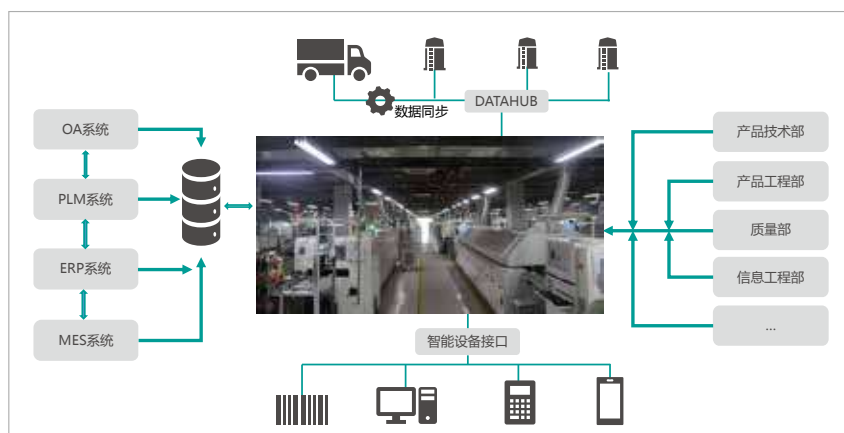 数据同步
DATAHUB
OA系统
PLM系统
ERP系统
MES系统
产品技术部
产品工程部
质量部
信息工程部
...
智能设备接口